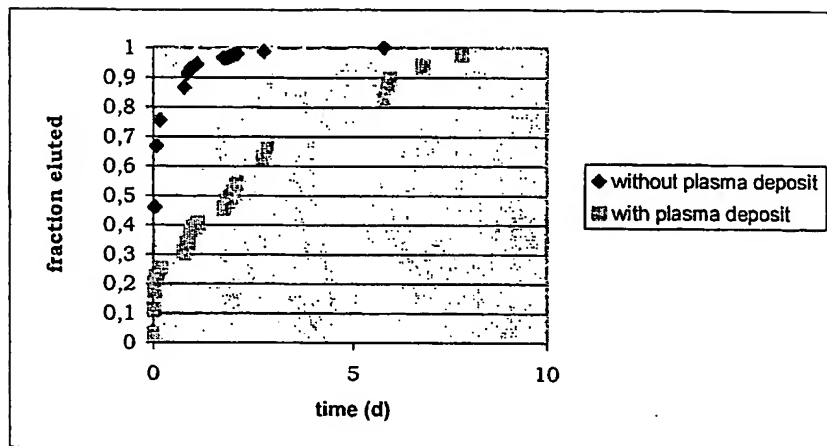 1
0,9
0,8
0,7
0,6
0,5
0,4
0,3
0,2
0,1
0
fraction eluted
0 5 10
time (d)
without plasma deposit
with plasma deposit